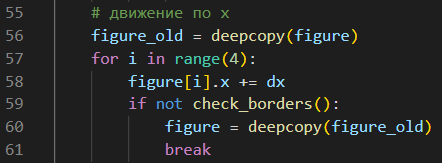 55 # движение по x
56 figure_old = deepcopy(figure)
57 for i in range(4):
58 figure[i].x += dx
59 if not check_borders():
60 figure = deepcopy(figure_old)
61 break